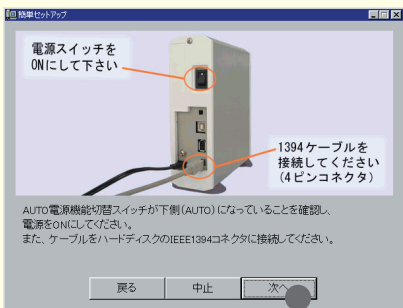 簡単セットアップ
電源スイッチを
ONにして下さい
1394ケーブルを
接続してください
(4ピンコネクタ)
AUTO電源機能切替スイッチが下側(AUTO)になっていることを確認し、
電源をONにしてください。
また、ケーブルをハードディスクのIEEE1394コネクタに接続してください。
戻る 中止 次へ